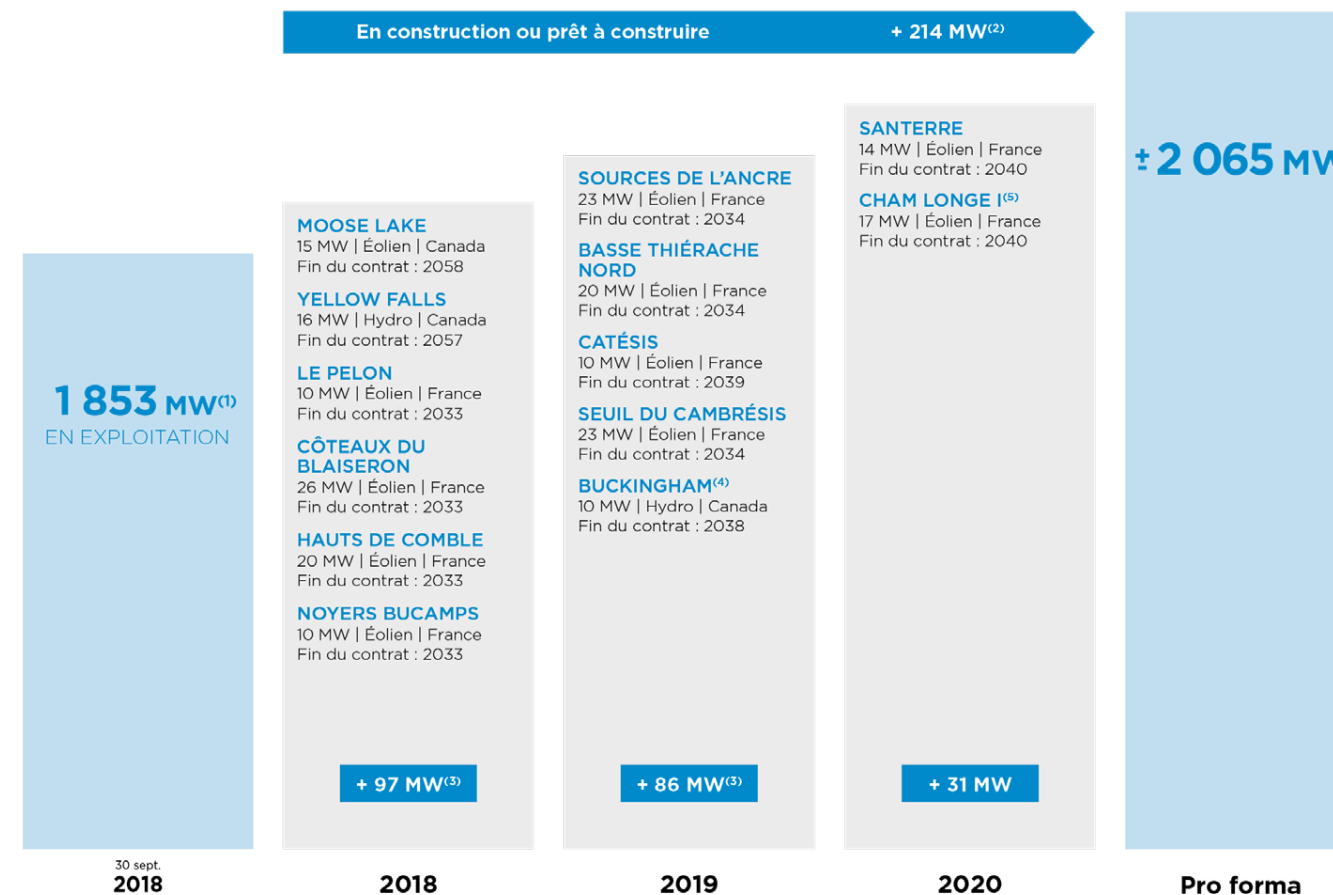 En construction ou prêt à construire + 214 MW(2)
1 853 MW(1)
EN EXPLOITATION
30 sept.
2018
MOOSE LAKE
15 MW | Éolien | Canada
Fin du contrat : 2058
YELLOW FALLS
16 MW | Hydro | Canada
Fin du contrat : 2057
LE PELON
10 MW | Éolien | France
Fin du contrat : 2033
CÔTEAUX DU
BLAISERON
26 MW | Éolien | France
Fin du contrat : 2033
HAUTS DE COMBLE
20 MW | Éolien | France
Fin du contrat : 2033
NOYERS BUCAMPS
10 MW | Éolien | France
Fin du contrat : 2033
+ 97 MW(3)
2018
SOURCES DE L’ANCRE
23 MW | Éolien | France
Fin du contrat : 2034
BASSE THIÉRACHE
NORD
20 MW | Éolien | France
Fin du contrat : 2034
CATÉSIS
10 MW | Éolien | France
Fin du contrat : 2039
SEUIL DU CAMBRÉSIS
23 MW | Éolien | France
Fin du contrat : 2034
BUCKINGHAM(4)
10 MW | Hydro | Canada
Fin du contrat : 2038
+ 86 MW(3)
2019
SANTERRE
14 MW | Éolien | France
Fin du contrat : 2040
CHAM LONGE I(5)
17 MW | Éolien | France
Fin du contrat : 2040
+ 31 MW
2020
± 2 065 MW
Pro forma